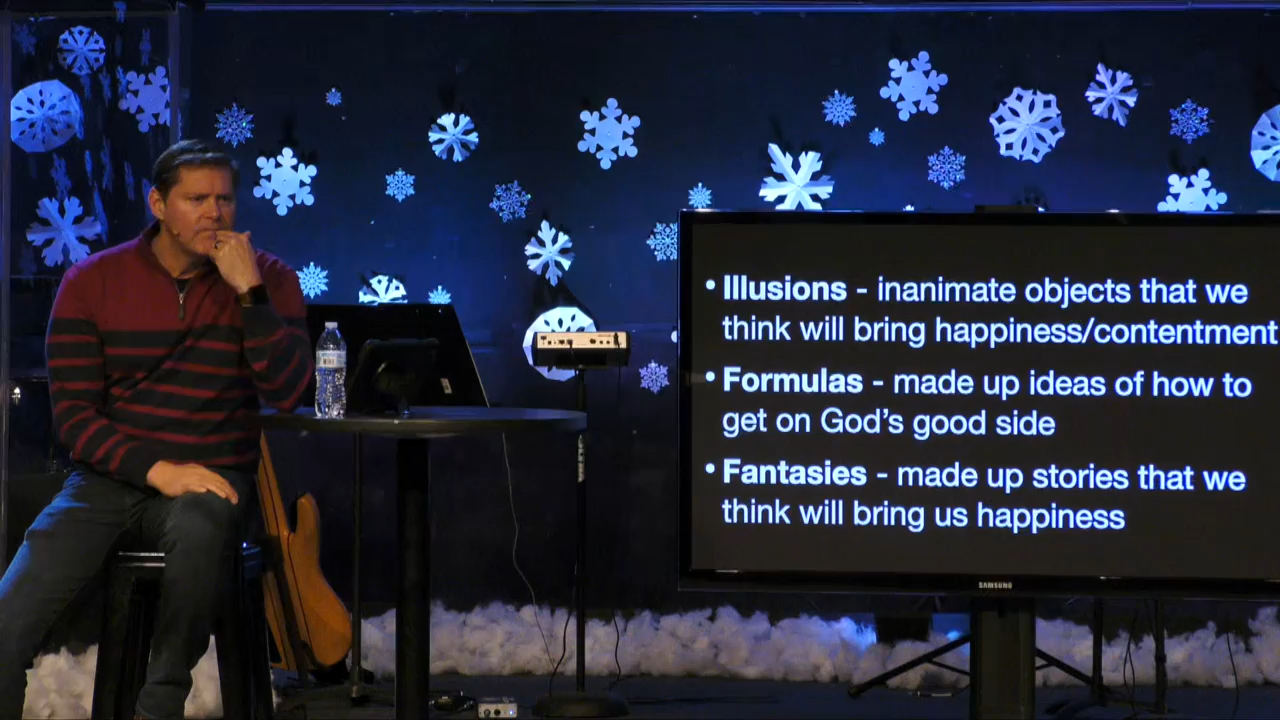 • Illusions - inanimate objects that we
think will bring happiness/contentment
• Formulas - made up ideas of how to
get on God's good side
• Fantasies - made up stories that we
think will bring us happiness
SAMSUNG